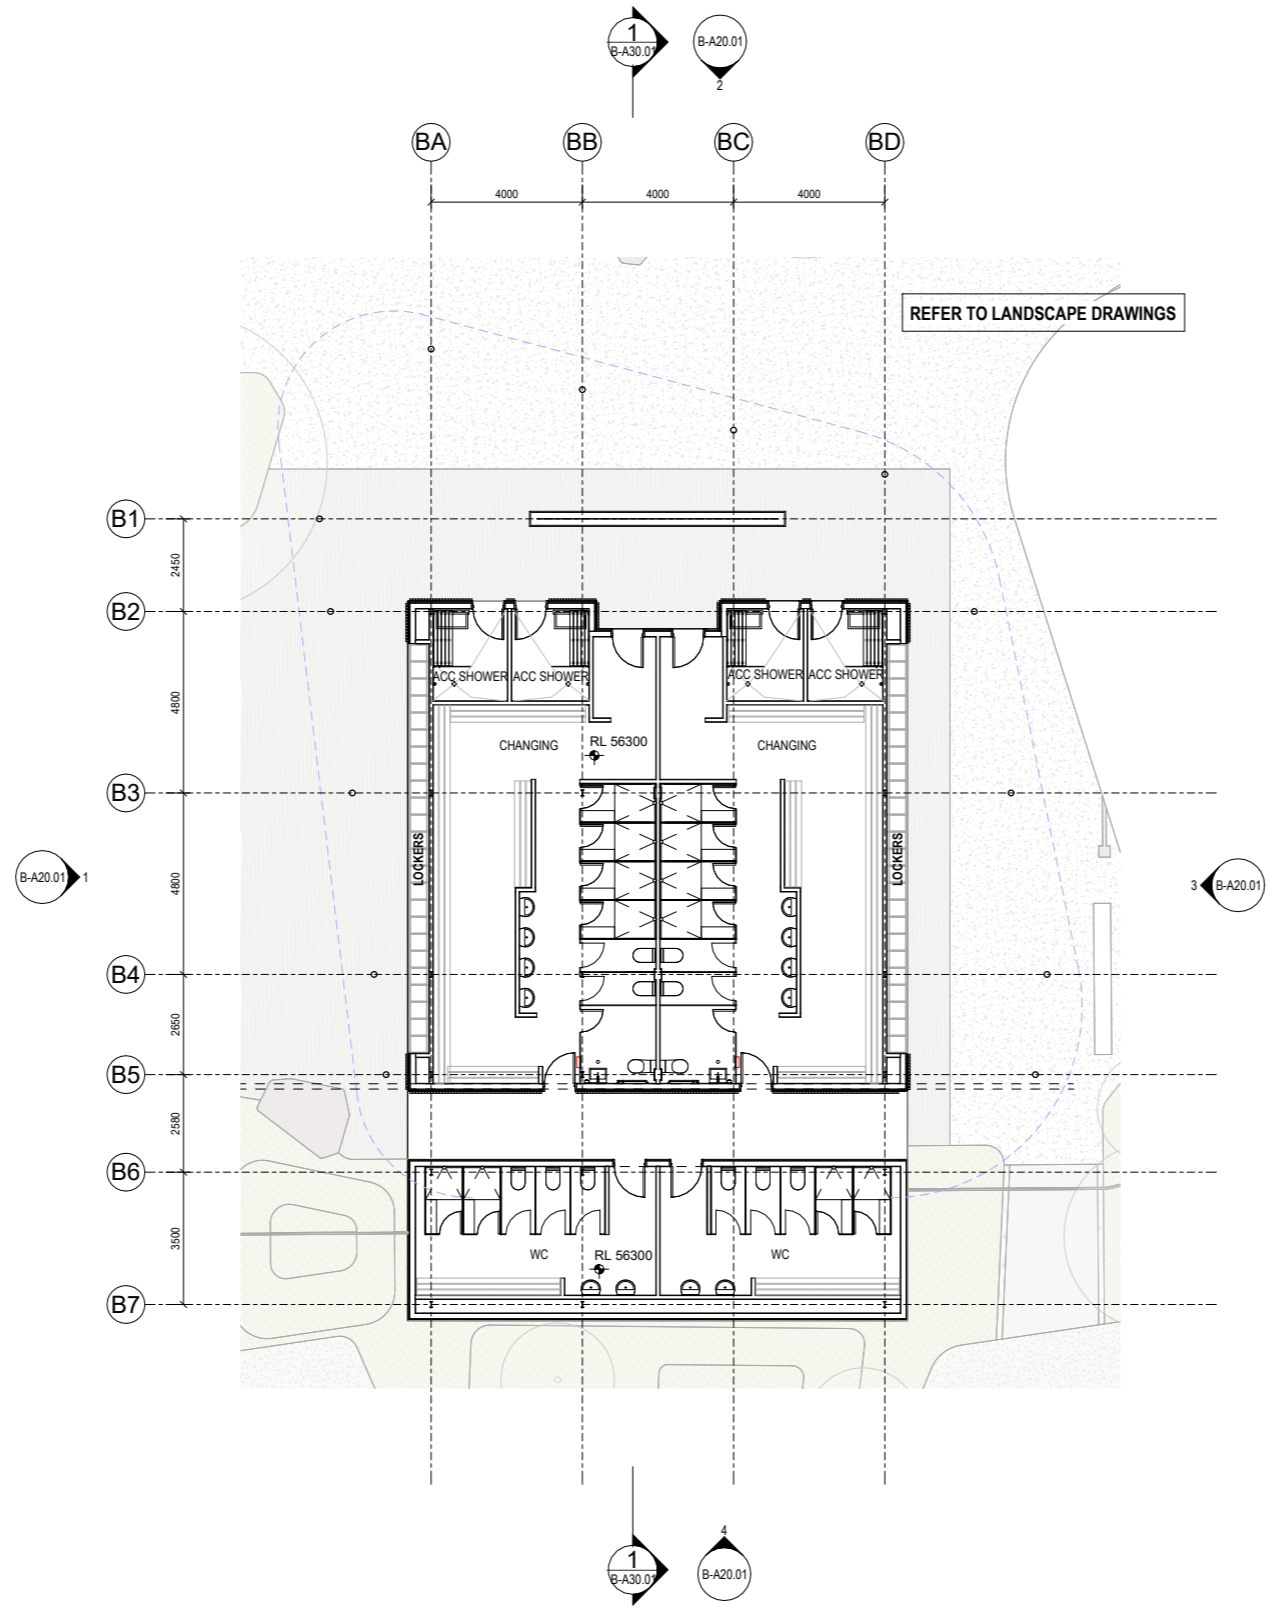 1
B-A30.01
B-A20.01
2
BA
BB
BC
BD
4000
4000
4000
REFER TO LANDSCAPE DRAWINGS
B1
2450
B2
4800
ACC SHOWER
ACC SHOWER
ACC SHOWER
ACC SHOWER
CHANGING
RL 56300
CHANGING
B3
LOCKERS
LOCKERS
B-A20.01
1
4800
3
B-A20.01
B4
2650
B5
2580
B6
3500
WC
RL 56300
WC
B7
4
1
B-A30.01
B-A20.01